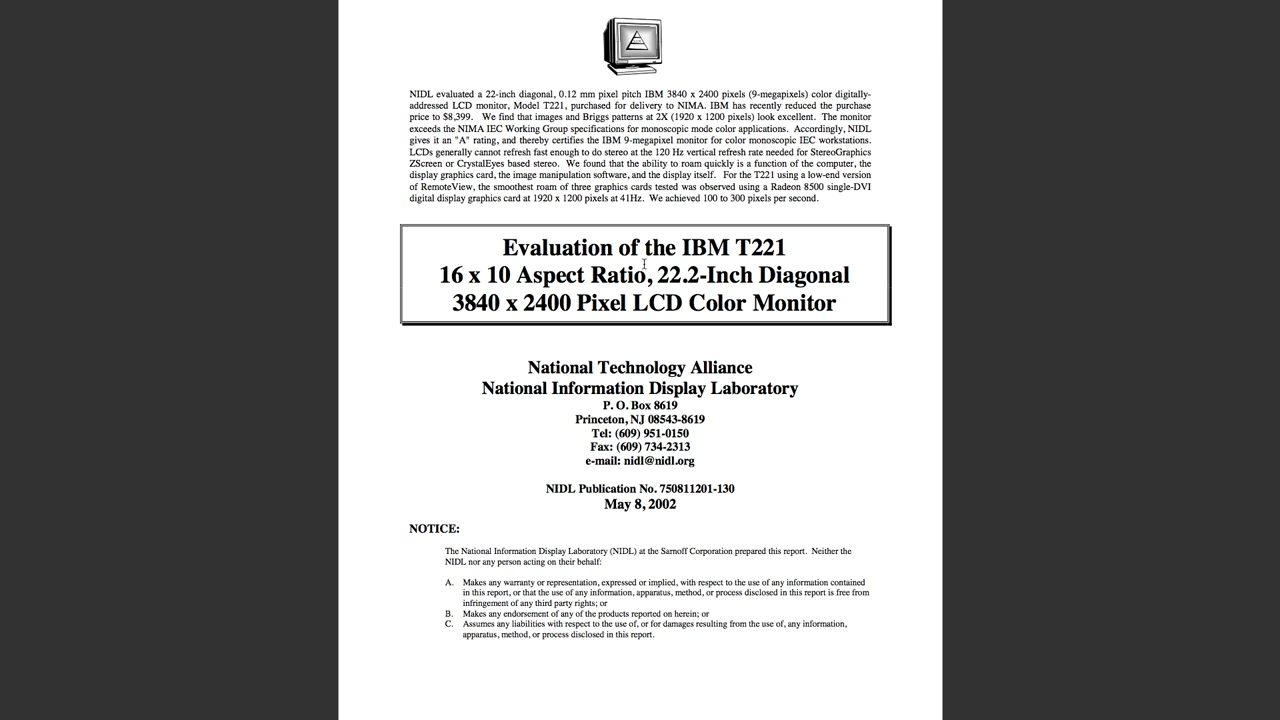 NIDL evaluated a 22-inch diagonal, 0.12 mm pixel pitch IBM 3840 x 2400 pixels (9-megapixels) color digitally-
addressed LCD monitor, Model T221, purchased for delivery to NIMA. IBM has recently reduced the purchase
price to $8,399. We find that images and Briggs patterns at 2X (1920 x 1200 pixels) look excellent. The monitor
exceeds the NIMA IEC Working Group specifications for monoscopic mode color applications. Accordingly, NIDL
gives it an "A" rating, and thereby certifies the IBM 9-megapixel monitor for color monoscopic IEC workstations.
LCDs generally cannot refresh fast enough to do stereo at the 120 Hz vertical refresh rate needed for StereoGraphics
ZScreen or CrystalEyes based stereo. We found that the ability to roam quickly is a function of the computer, the
display graphics card, the image manipulation software, and the display itself. For the T221 using a low-end version
of RemoteView, the smoothest roam of three graphics cards tested was observed using a Radeon 8500 single-DVI
digital display graphics card at 1920 x 1200 pixels at 41Hz. We achieved 100 to 300 pixels per second.
Evaluation of the IBM T221
16 x 10 Aspect Ratio, 22.2-Inch Diagonal
3840 x 2400 Pixel LCD Color Monitor
National Technology Alliance
National Information Display Laboratory
P. O. Box 8619
Princeton, NJ 08543-8619
Tel: (609) 951-0150
Fax: (609) 734-2313
e-mail: nidl@nidl.org
NIDL Publication No. 750811201-130
May 8, 2002
NOTICE:
The National Information Display Laboratory (NIDL) at the Sarnoff Corporation prepared this report. Neither the
NIDL nor any person acting on their behalf:
A. Makes any warranty or representation, expressed or implied, with respect to the use of any information contained
in this report, or that the use of any information, apparatus, method, or process disclosed in this report is free from
infringement of any third party rights; or
B. Makes any endorsement of any of the products reported on herein; or
C. Assumes any liabilities with respect to the use of, or for damages resulting from the use of, any information,
apparatus, method, or process disclosed in this report.